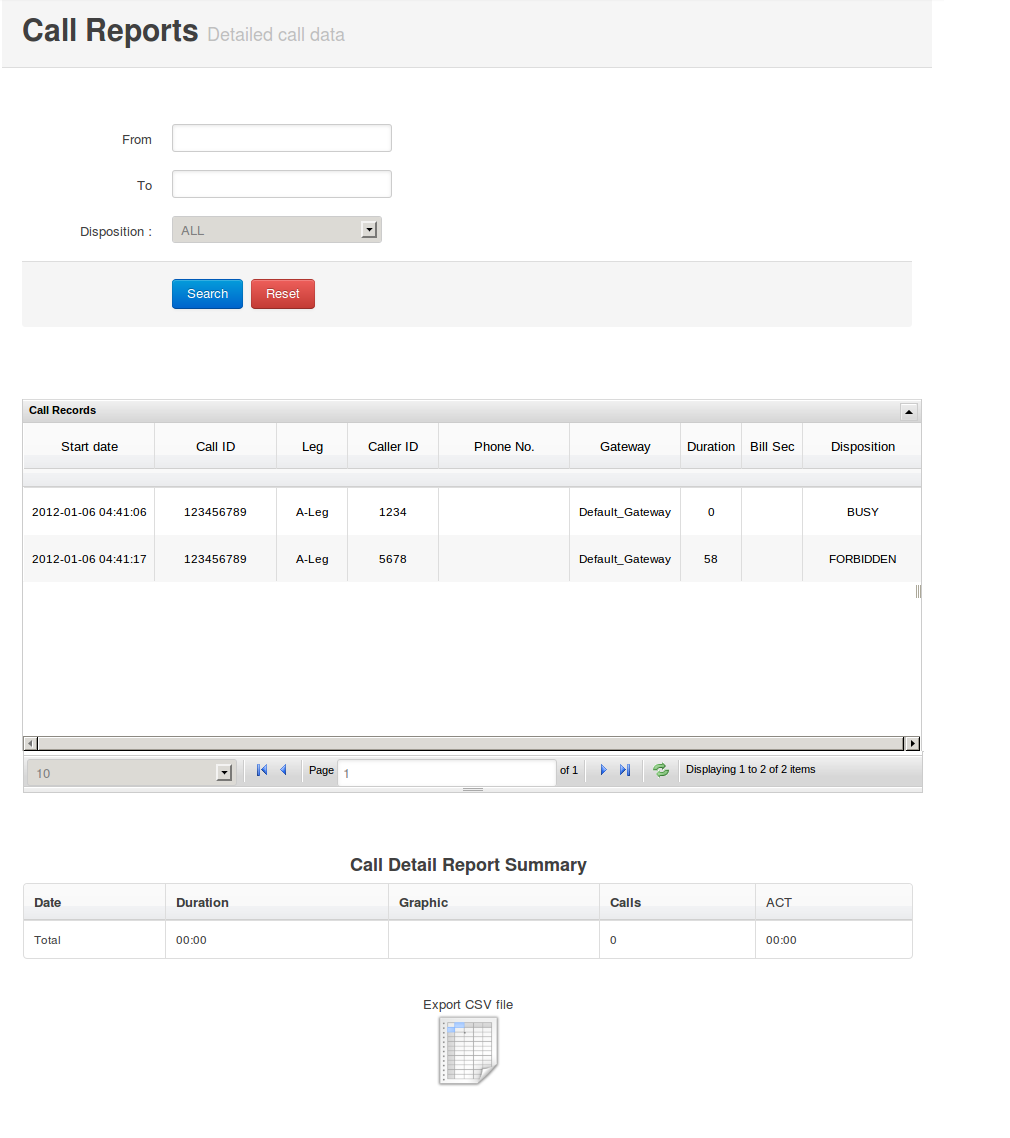 Call Reports Detailed call data
From
To
Disposition : ALL
Search Reset
Call Records
Start date Call ID Leg Caller ID Phone No. Gateway Duration Bill Sec Disposition
2012-01-06 04:41:06 123456789 A-Leg 1234 Default_Gateway 0 BUSY
2012-01-06 04:41:17 123456789 A-Leg 5678 Default_Gateway 58 FORBIDDEN
10 Page 1 of 1 Displaying 1 to 2 of 2 items
Call Detail Report Summary
Date Duration Graphic Calls ACT
Total 00:00 0 00:00
Export CSV file